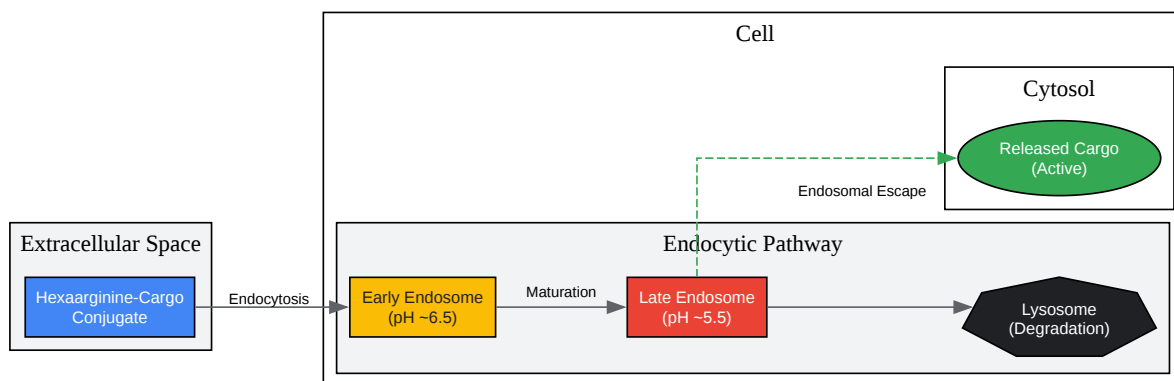 Cell
Cytosol
Released Cargo
(Active)
Endosomal Escape
Extracellular Space
Endocytic Pathway
Hexaarginine-Cargo
Conjugate
Endocytosis
Early Endosome
(pH ~6.5)
Maturation
Late Endosome
(pH ~5.5)
Lysosome
(Degradation)